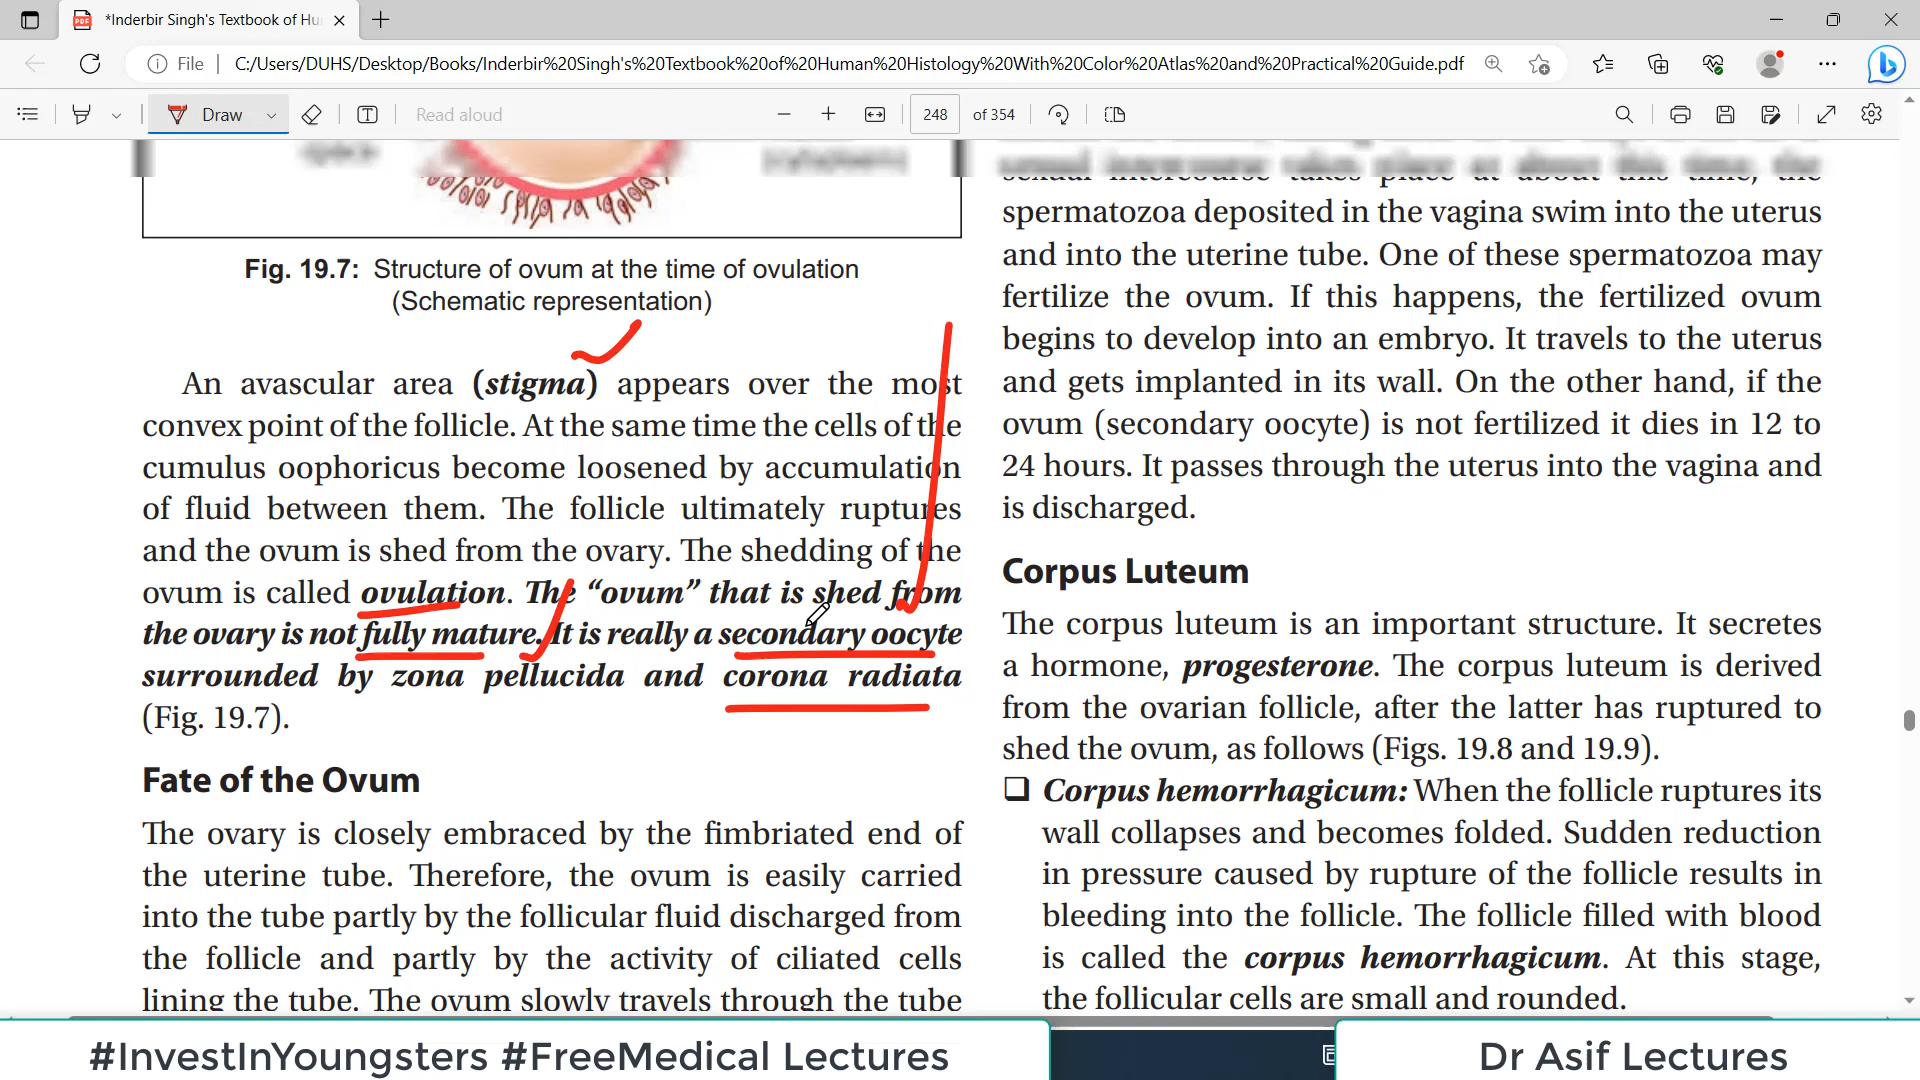 *Inderbir Singh's Textbook of Hu
File
C:/Users/DUHS/Desktop/Books/Inderbir%20Singh's%20Textbook%20of%20Human%20Histology%20With%20Color%20Atlas%20and%20Practical%20Guide.pdf
Draw
Read aloud
248 of 354
Fig. 19.7: Structure of ovum at the time of ovulation
(Schematic representation)
An avascular area (stigma) appears over the most
convex point of the follicle. At the same time the cells of the
cumulus oophoricus become loosened by accumulation
of fluid between them. The follicle ultimately ruptures
and the ovum is shed from the ovary. The shedding of the
ovum is called ovulation. The “ovum” that is shed from
the ovary is not fully mature. It is really a secondary oocyte
surrounded by zona pellucida and corona radiata
(Fig. 19.7).
Fate of the Ovum
The ovary is closely embraced by the fimbriated end of
the uterine tube. Therefore, the ovum is easily carried
into the tube partly by the follicular fluid discharged from
the follicle and partly by the activity of ciliated cells
lining the tube. The ovum slowly travels through the tube
sexual intercourse takes place at about this time, the
spermatozoa deposited in the vagina swim into the uterus
and into the uterine tube. One of these spermatozoa may
fertilize the ovum. If this happens, the fertilized ovum
begins to develop into an embryo. It travels to the uterus
and gets implanted in its wall. On the other hand, if the
ovum (secondary oocyte) is not fertilized it dies in 12 to
24 hours. It passes through the uterus into the vagina and
is discharged.
Corpus Luteum
The corpus luteum is an important structure. It secretes
a hormone, progesterone. The corpus luteum is derived
from the ovarian follicle, after the latter has ruptured to
shed the ovum, as follows (Figs. 19.8 and 19.9).
❑ Corpus hemorrhagicum: When the follicle ruptures its
wall collapses and becomes folded. Sudden reduction
in pressure caused by rupture of the follicle results in
bleeding into the follicle. The follicle filled with blood
is called the corpus hemorrhagicum. At this stage,
the follicular cells are small and rounded.
#InvestInYoungsters #FreeMedical Lectures
Dr Asif Lectures